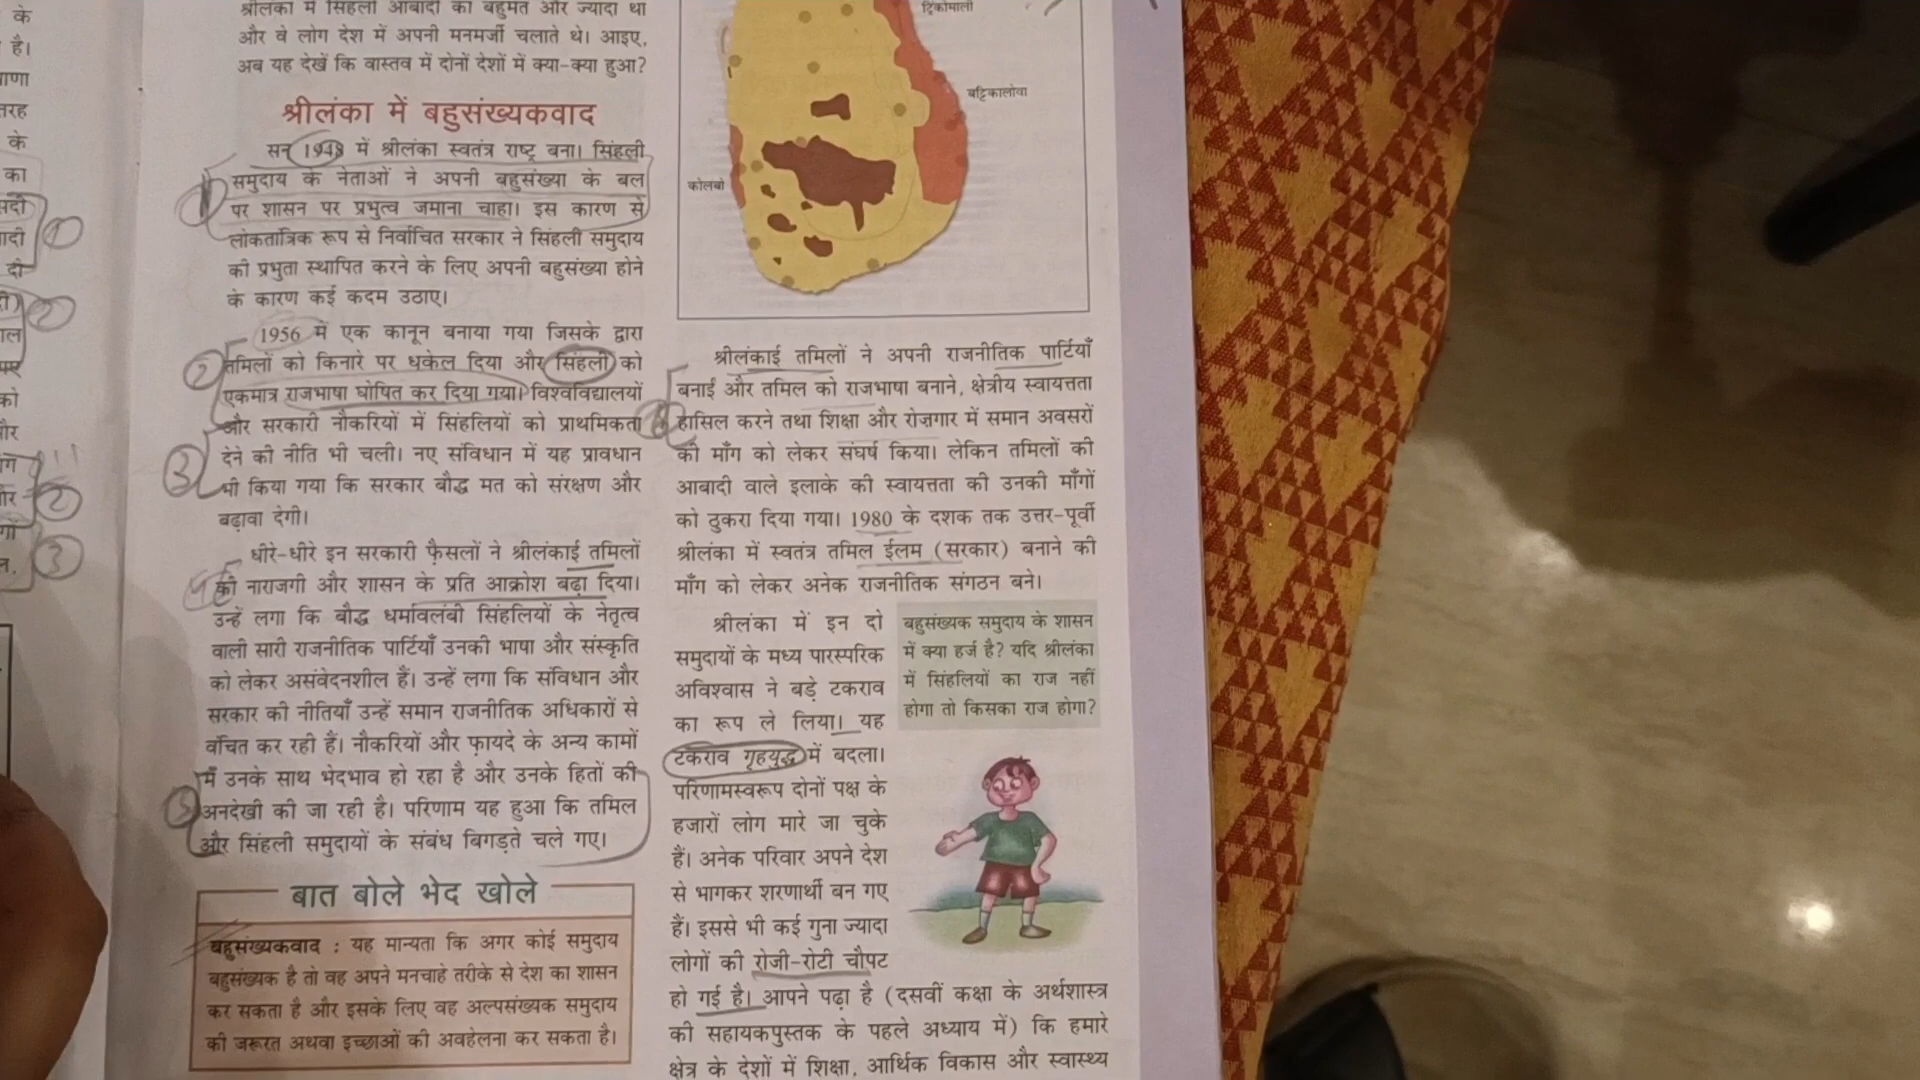 के
है।
तरह
के
का
श्रीलंका में सिंहली आबादी का बहुमत और ज्यादा था
और वे लोग देश में अपनी मनमर्जी चलाते थे। आइए,
अब यह देखें कि वास्तव में दोनों देशों में क्या-क्या हुआ?
श्रीलंका में बहुसंख्यकवाद
सन् 1948 में श्रीलंका स्वतंत्र राष्ट्र बना। सिंहली
समुदाय के नेताओं ने अपनी बहुसंख्या के बल
पर शासन पर प्रभुत्व जमाना चाहा। इस कारण से
लोकतांत्रिक रूप से निर्वाचित सरकार ने सिंहली समुदाय
की प्रभुता स्थापित करने के लिए अपनी बहुसंख्या होने
के कारण कई कदम उठाए।
1956 में एक कानून बनाया गया जिसके द्वारा
तमिलों को किनारे पर धकेल दिया और सिंहली को
एकमात्र राजभाषा घोषित कर दिया गया। विश्वविद्यालयों
और सरकारी नौकरियों में सिंहलियों को प्राथमिकता
देने की नीति भी चली। नए संविधान में यह प्रावधान
भी किया गया कि सरकार बौद्ध मत को संरक्षण और
बढ़ावा देगी।
धीरे-धीरे इन सरकारी फ़ैसलों ने श्रीलंकाई तमिलों
की नाराजगी और शासन के प्रति आक्रोश बढ़ा दिया।
उन्हें लगा कि बौद्ध धर्मावलंबी सिंहलियों के नेतृत्व
वाली सारी राजनीतिक पार्टियाँ उनकी भाषा और संस्कृति
को लेकर असंवेदनशील हैं। उन्हें लगा कि संविधान और
सरकार की नीतियाँ उन्हें समान राजनीतिक अधिकारों से
वंचित कर रही हैं। नौकरियों और फ़ायदे के अन्य कामों
में उनके साथ भेदभाव हो रहा है और उनके हितों की
अनदेखी की जा रही है। परिणाम यह हुआ कि तमिल
और सिंहली समुदायों के संबंध बिगड़ते चले गए।
बात बोले भेद खोले
बहुसंख्यकवाद : यह मान्यता कि अगर कोई समुदाय
बहुसंख्यक है तो वह अपने मनचाहे तरीके से देश का शासन
कर सकता है और इसके लिए वह अल्पसंख्यक समुदाय
की जरूरत अथवा इच्छाओं की अवहेलना कर सकता है।
ट्रिंकोमाली
बट्टिकालोवा
कोलंबो
श्रीलंकाई तमिलों ने अपनी राजनीतिक पार्टियाँ
बनाई और तमिल को राजभाषा बनाने, क्षेत्रीय स्वायत्तता
हासिल करने तथा शिक्षा और रोज़गार में समान अवसरों
की माँग को लेकर संघर्ष किया। लेकिन तमिलों की
आबादी वाले इलाके की स्वायत्तता की उनकी माँगों
को ठुकरा दिया गया। 1980 के दशक तक उत्तर-पूर्वी
श्रीलंका में स्वतंत्र तमिल ईलम (सरकार) बनाने की
माँग को लेकर अनेक राजनीतिक संगठन बने।
श्रीलंका में इन दो
समुदायों के मध्य पारस्परिक
अविश्वास ने बड़े टकराव
का रूप ले लिया। यह
टकराव गृहयुद्ध में बदला।
परिणामस्वरूप दोनों पक्ष के
हजारों लोग मारे जा चुके
हैं। अनेक परिवार अपने देश
से भागकर शरणार्थी बन गए
हैं। इससे भी कई गुना ज्यादा
लोगों की रोजी-रोटी चौपट
हो गई है। आपने पढ़ा है (दसवीं कक्षा के अर्थशास्त्र
की सहायकपुस्तक के पहले अध्याय में) कि हमारे
क्षेत्र के देशों में शिक्षा, आर्थिक विकास और स्वास्थ्य
बहुसंख्यक समुदाय के शासन
में क्या हर्ज है? यदि श्रीलंका
में सिंहलियों का राज नहीं
होगा तो किसका राज होगा?